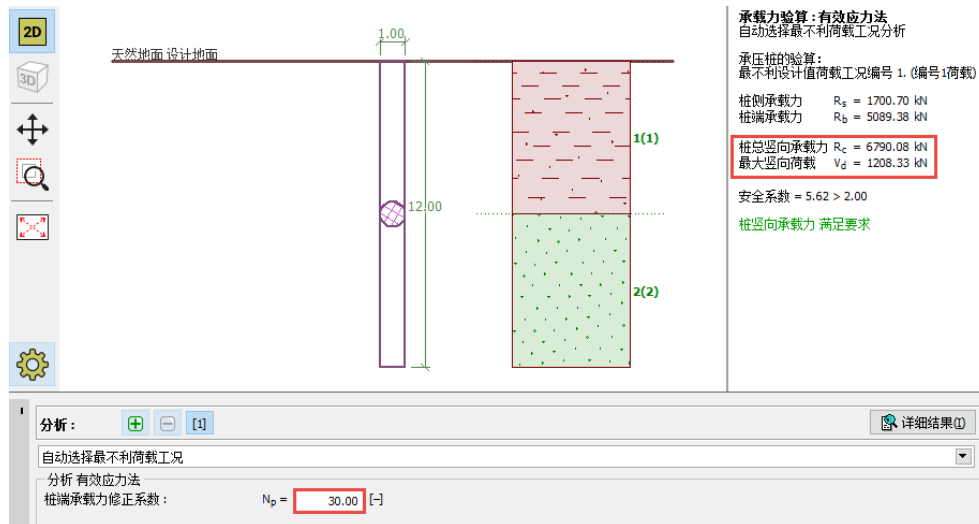 2D
3D
天然地面 设计地面
1.00
12.00
1(1)
2(2)
承载力验算 : 有效应力法
自动选择最不利荷载工况分析
承压桩的验算 :
最不利设计值荷载工况编号 1. (编号1荷载)
桩侧承载力 Rs = 1700.70 kN
桩端承载力 Rb = 5089.38 kN
桩总竖向承载力 Rc = 6790.08 kN
最大竖向荷载 Vd = 1208.33 kN
安全系数 = 5.62 > 2.00
桩竖向承载力 满足要求
分析 : [1] 详细结果(I)
自动选择最不利荷载工况
分析 有效应力法
桩端承载力修正系数 : Np = 30.00 [–]